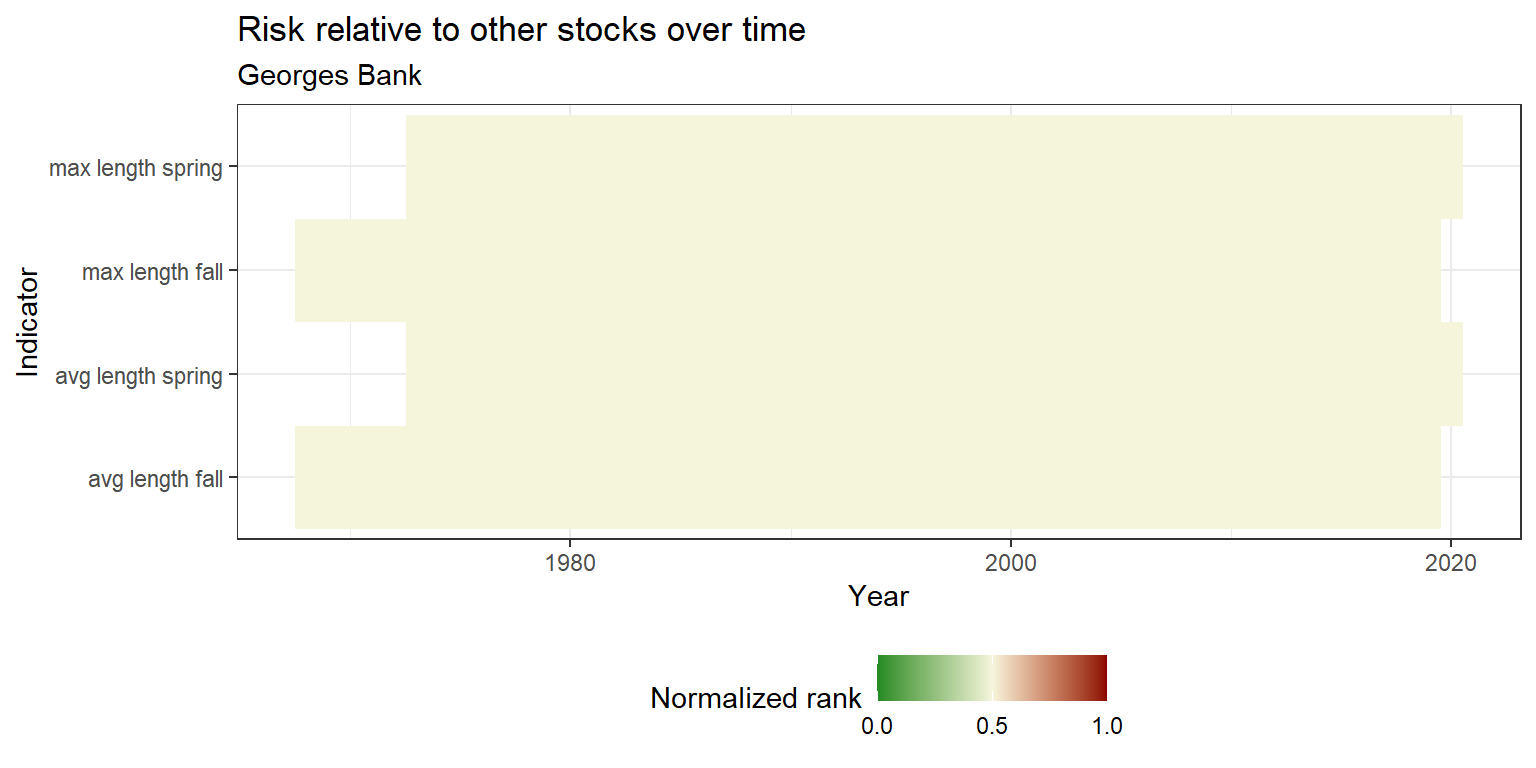 Risk relative to other stocks over time
Georges Bank
Indicator
max length spring
max length fall
avg length spring
avg length fall
1980 2000 2020
Year
Normalized rank
0.0 0.5 1.0